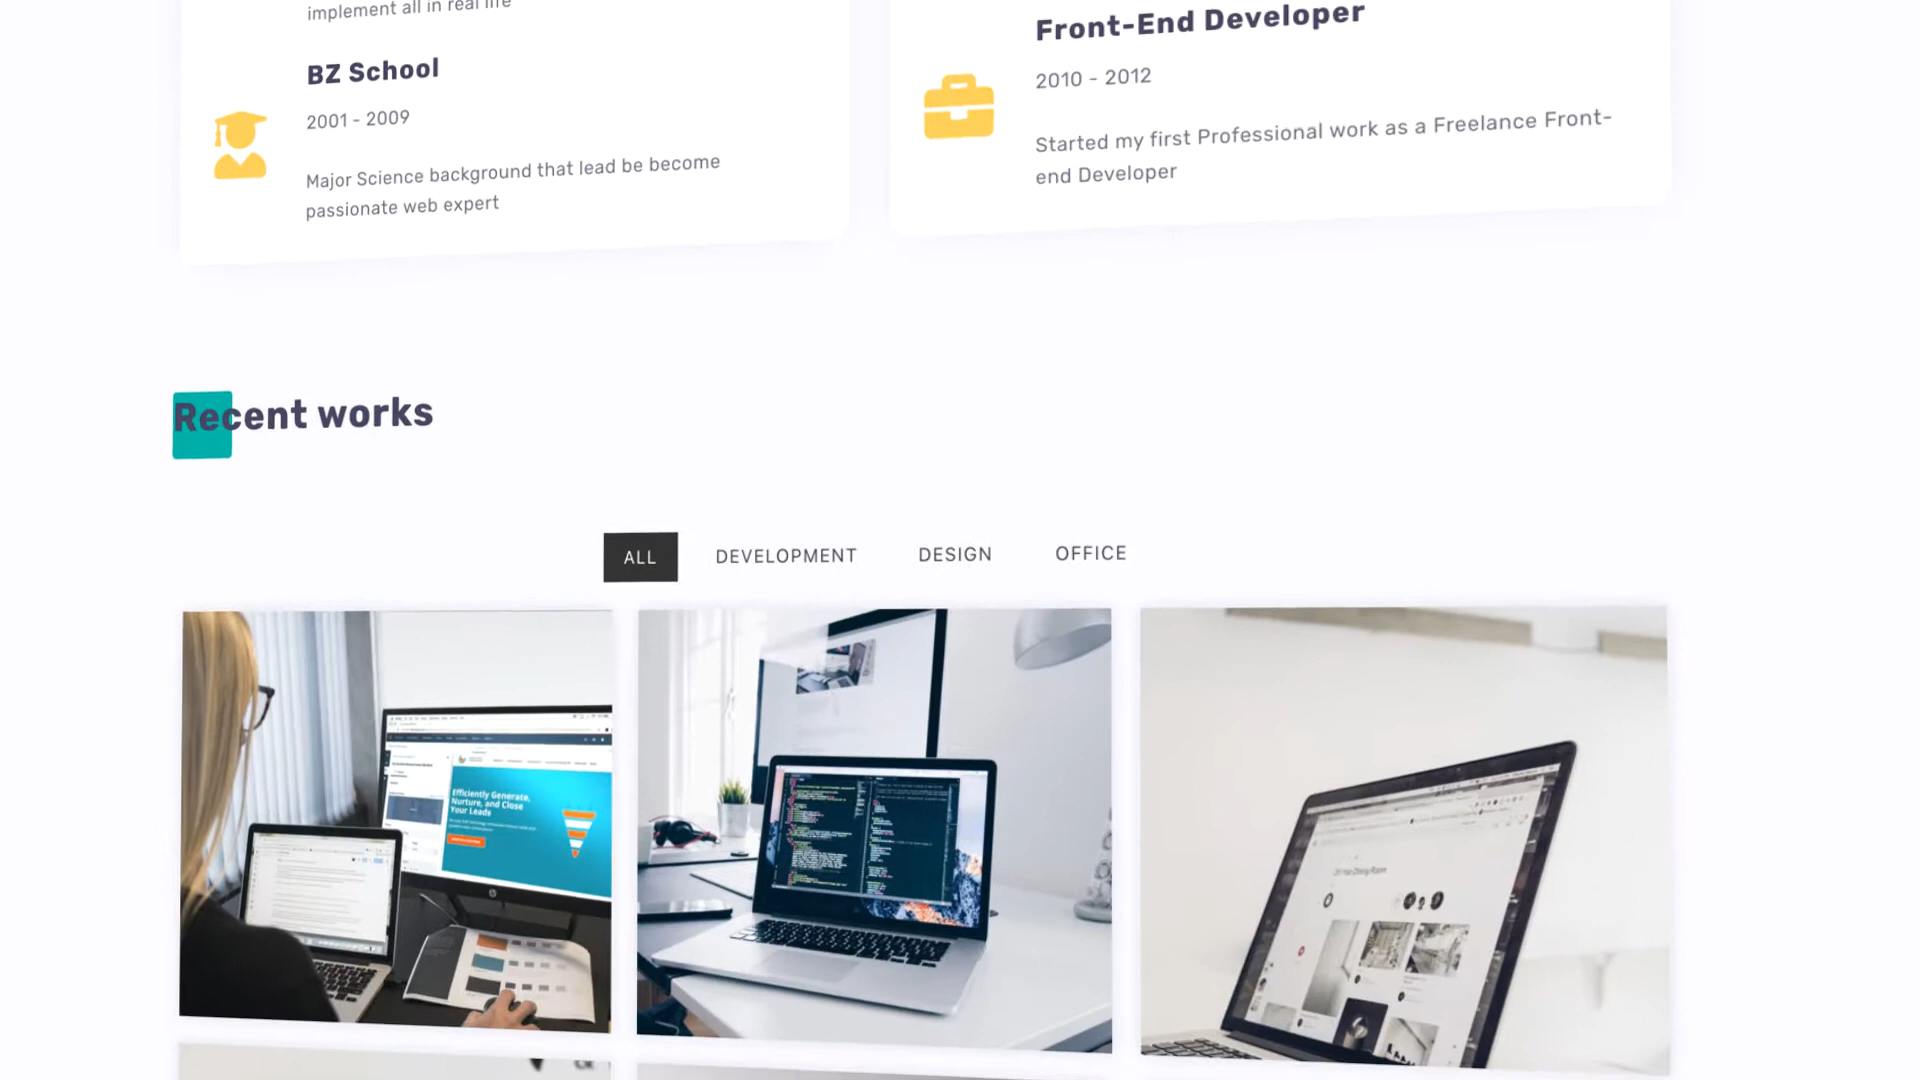 implement all in real life
BZ School
2001 - 2009
Major Science background that lead be become
passionate web expert
Front-End Developer
2010 - 2012
Started my first Professional work as a Freelance Front-
end Developer
Recent works
ALL
DEVELOPMENT
DESIGN
OFFICE
Efficiently Generate,
Nurture, and Close
Your Leads